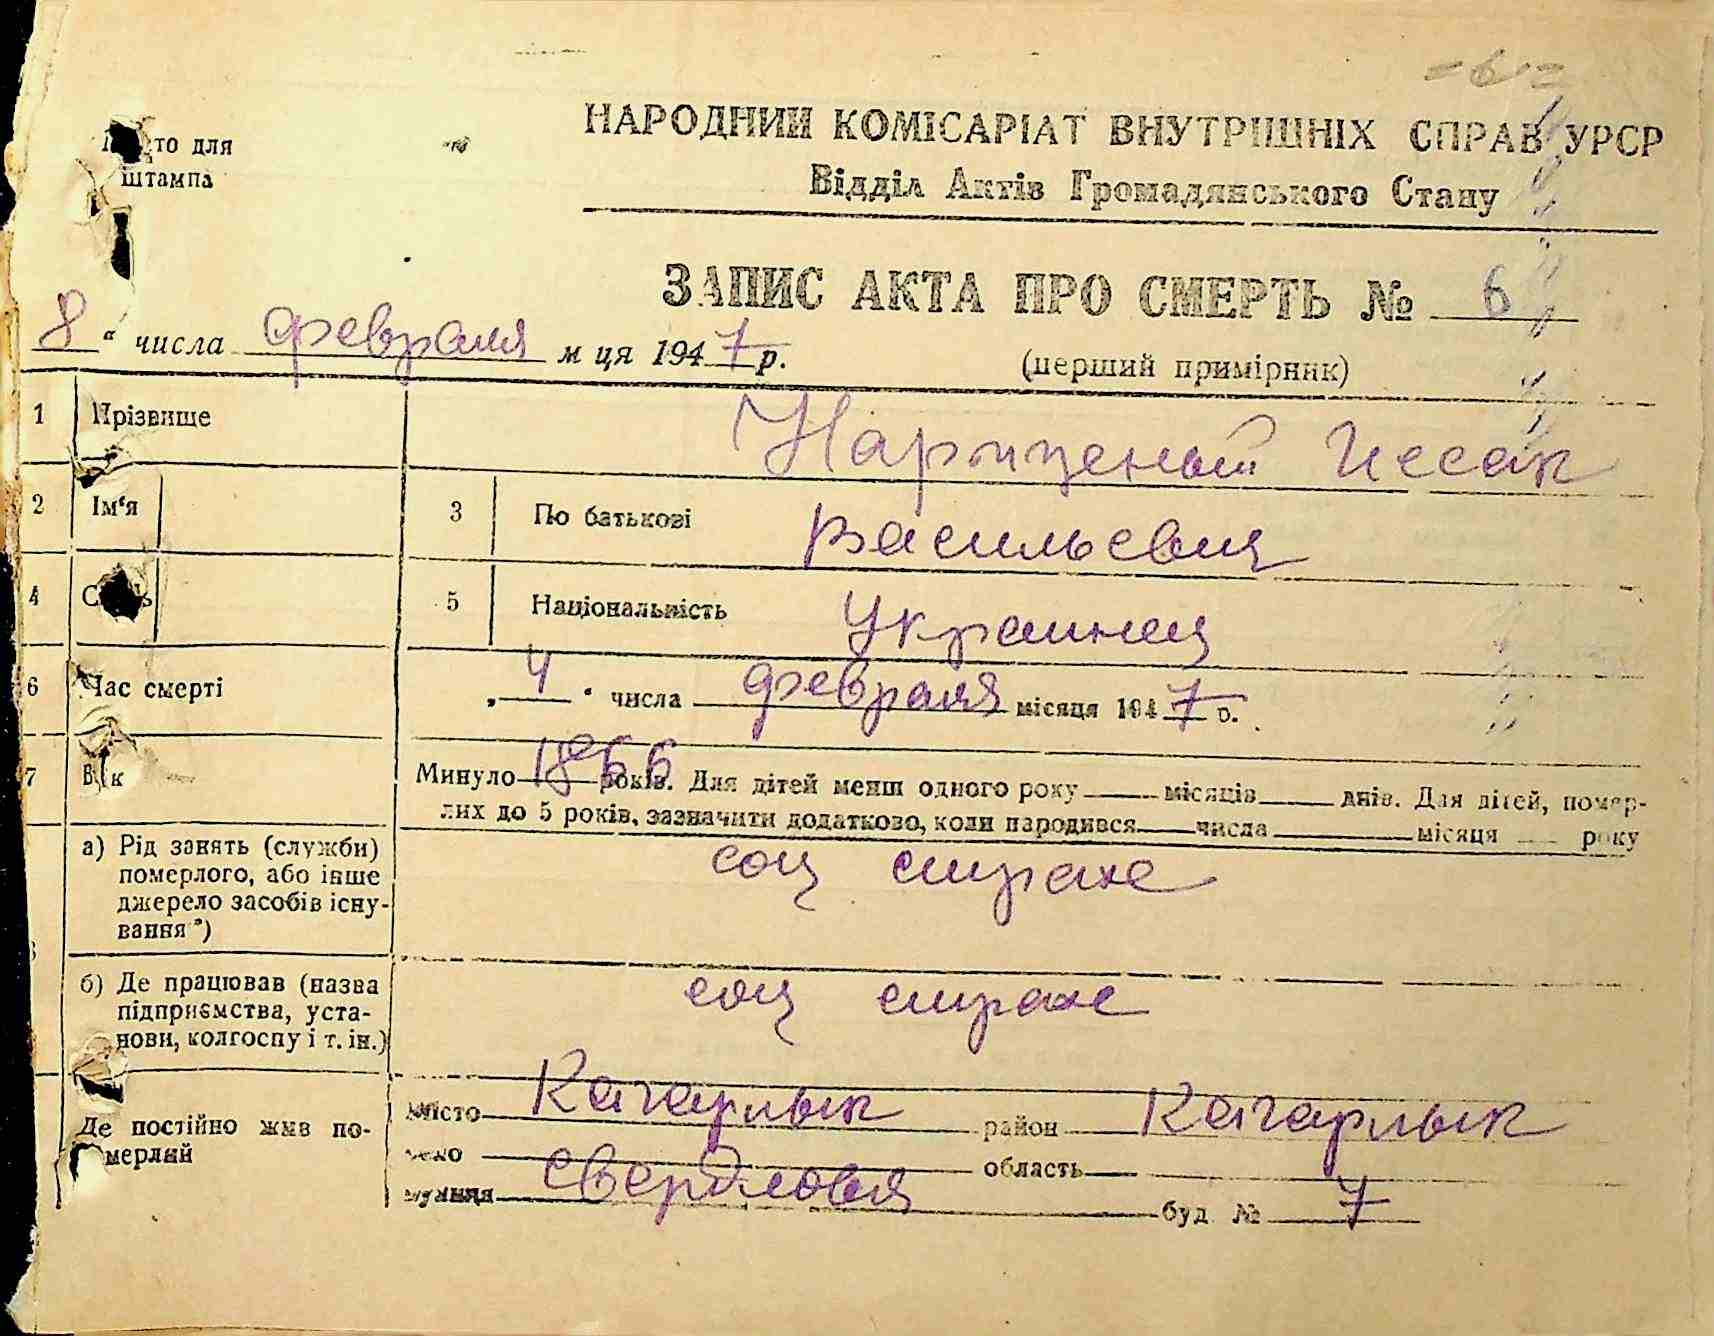 -6-
НАРОДНИЙ КОМІСАРІАТ ВНУТРІШНІХ СПРАВ УРСР
Місто для штампа
Відділ Актів Громадянського Стану
ЗАПИС АКТА ПРО СМЕРТЬ № 6
8 “ числа февраля м ця 1947 р.
(перший примірник)
1 Прізвище Исеак
2 Ім‘я 3 По батькові Васильевич
4 Стать 5 Національність Украинец
6 Час смерті „ 4 “ числа февраля місяця 1947 р.
7 Вік Минуло 1866 років. Для дітей менш одного року місяців днів. Для дітей, помер-
лих до 5 років, зазначити додатково, коли народився числа місяця року
а) Рід занять (служби) померлого, або інше джерело засобів існу-вання*) соц страх
б) Де працював (назва підприємства, уста-нови, колгоспу і т. ін.) соц страх
Де постійно жив по-мерлий
місто Кагарлык район Кагарлык
село область
вулиця Свердлова буд № 7